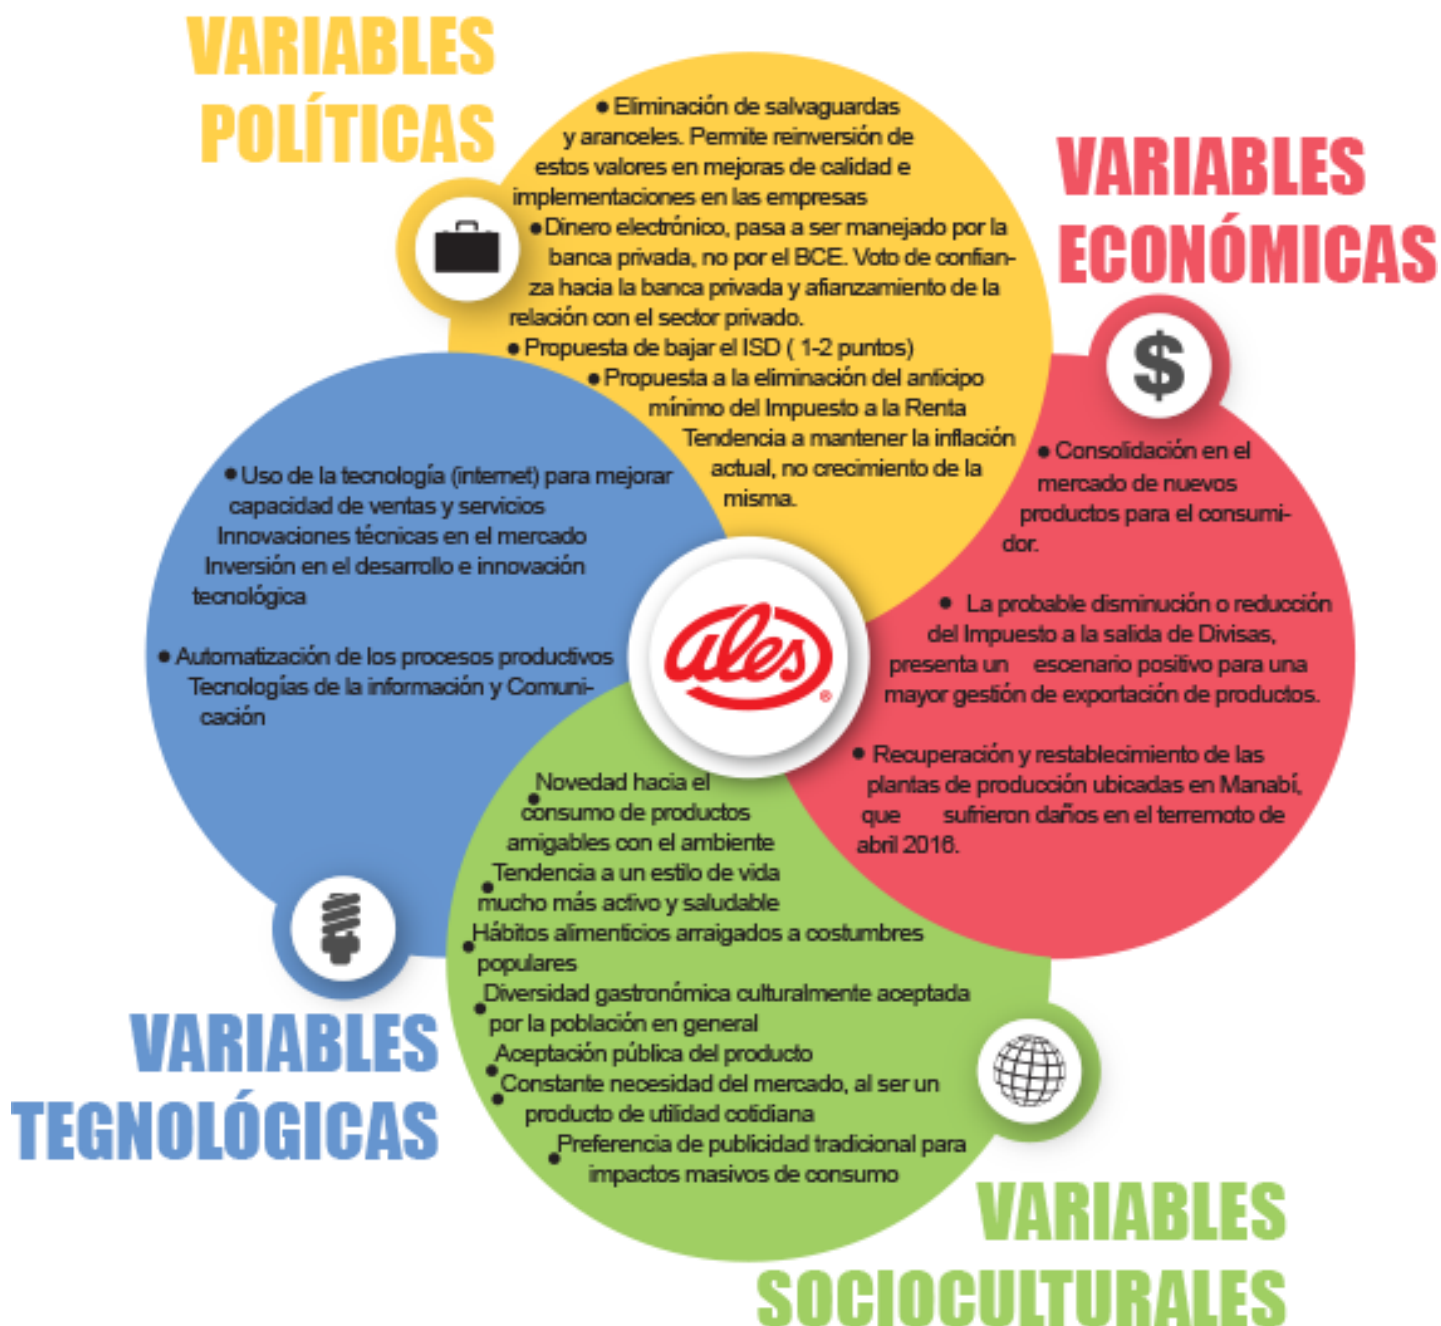 VARIABLES
POLÍTICAS
• Eliminación de salvaguardas
y aranceles. Permite reinversión de
estos valores en mejoras de calidad e
implementaciones en las empresas
• Dinero electrónico, pasa a ser manejado por la
banca privada, no por el BCE. Voto de confian-
za hacia la banca privada y afianzamiento de la
relación con el sector privado.
• Propuesta de bajar el ISD ( 1-2 puntos)
• Propuesta a la eliminación del anticipo
mínimo del Impuesto a la Renta
Tendencia a mantener la inflación
actual, no crecimiento de la
misma.
VARIABLES
ECONÓMICAS
$
• Consolidación en el
mercado de nuevos
productos para el consumi-
dor.
• La probable disminución o reducción
del Impuesto a la salida de Divisas,
presenta un escenario positivo para una
mayor gestión de exportación de productos.
• Recuperación y restablecimiento de las
plantas de producción ubicadas en Manabí,
que sufrieron daños en el terremoto de
abril 2016.
• Uso de la tecnología (internet) para mejorar
capacidad de ventas y servicios
Innovaciones técnicas en el mercado
Inversión en el desarrollo e innovación
tecnológica
• Automatización de los procesos productivos
Tecnologías de la información y Comuni-
cación
ales®
VARIABLES
TEGNOLÓGICAS
• Novedad hacia el
consumo de productos
amigables con el ambiente
• Tendencia a un estilo de vida
mucho más activo y saludable
• Hábitos alimenticios arraigados a costumbres
populares
• Diversidad gastronómica culturalmente aceptada
por la población en general
• Aceptación pública del producto
• Constante necesidad del mercado, al ser un
producto de utilidad cotidiana
• Preferencia de publicidad tradicional para
impactos masivos de consumo
VARIABLES
SOCIOCULTURALES